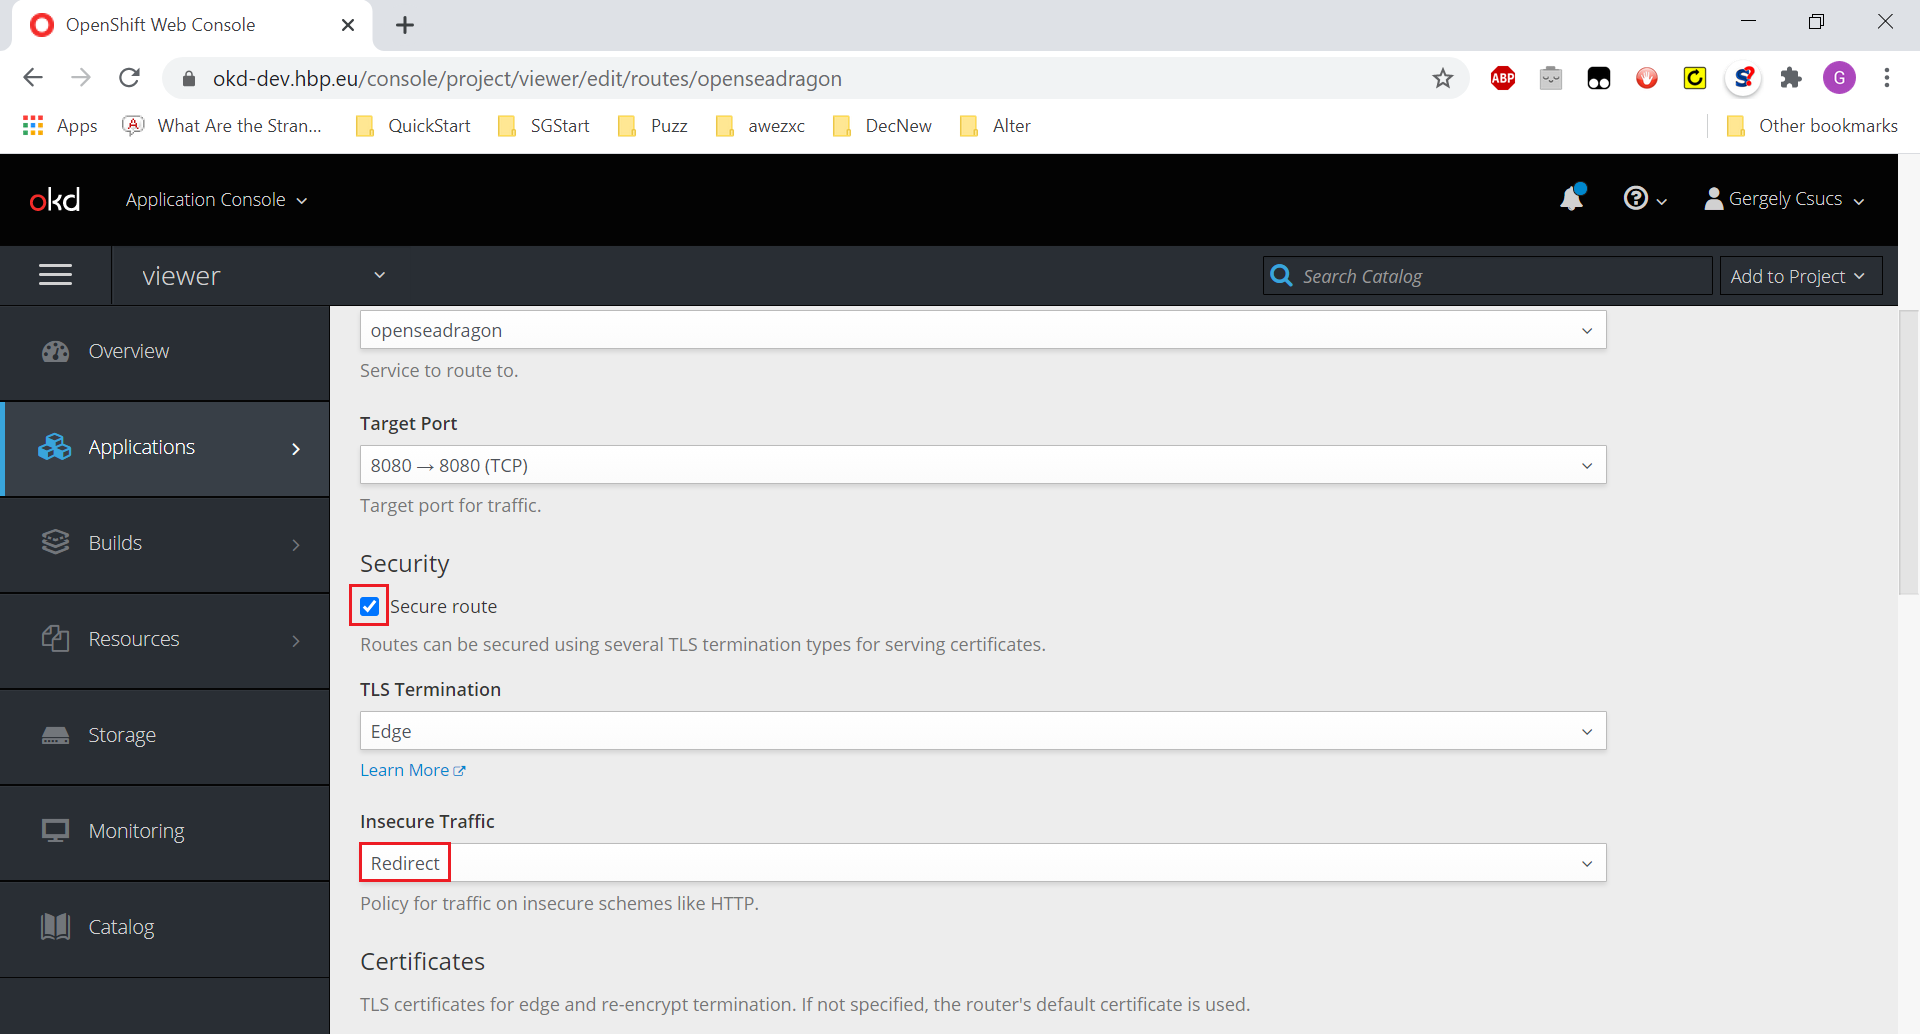 OpenShift Web Console
okd-dev.hbp.eu/console/project/viewer/edit/routes/openseadragon
ABP
S?
G
Apps
What Are the Stran...
QuickStart
SGStart
Puzz
awezxc
DecNew
Alter
Other bookmarks
okd
Application Console
Gergely Csucs
viewer
Search Catalog
Add to Project
Overview
Applications
Builds
Resources
Storage
Monitoring
Catalog
openseadragon
Service to route to.
Target Port
8080 → 8080 (TCP)
Target port for traffic.
Security
Secure route
Routes can be secured using several TLS termination types for serving certificates.
TLS Termination
Edge
Learn More
Insecure Traffic
Redirect
Policy for traffic on insecure schemes like HTTP.
Certificates
TLS certificates for edge and re-encrypt termination. If not specified, the router's default certificate is used.